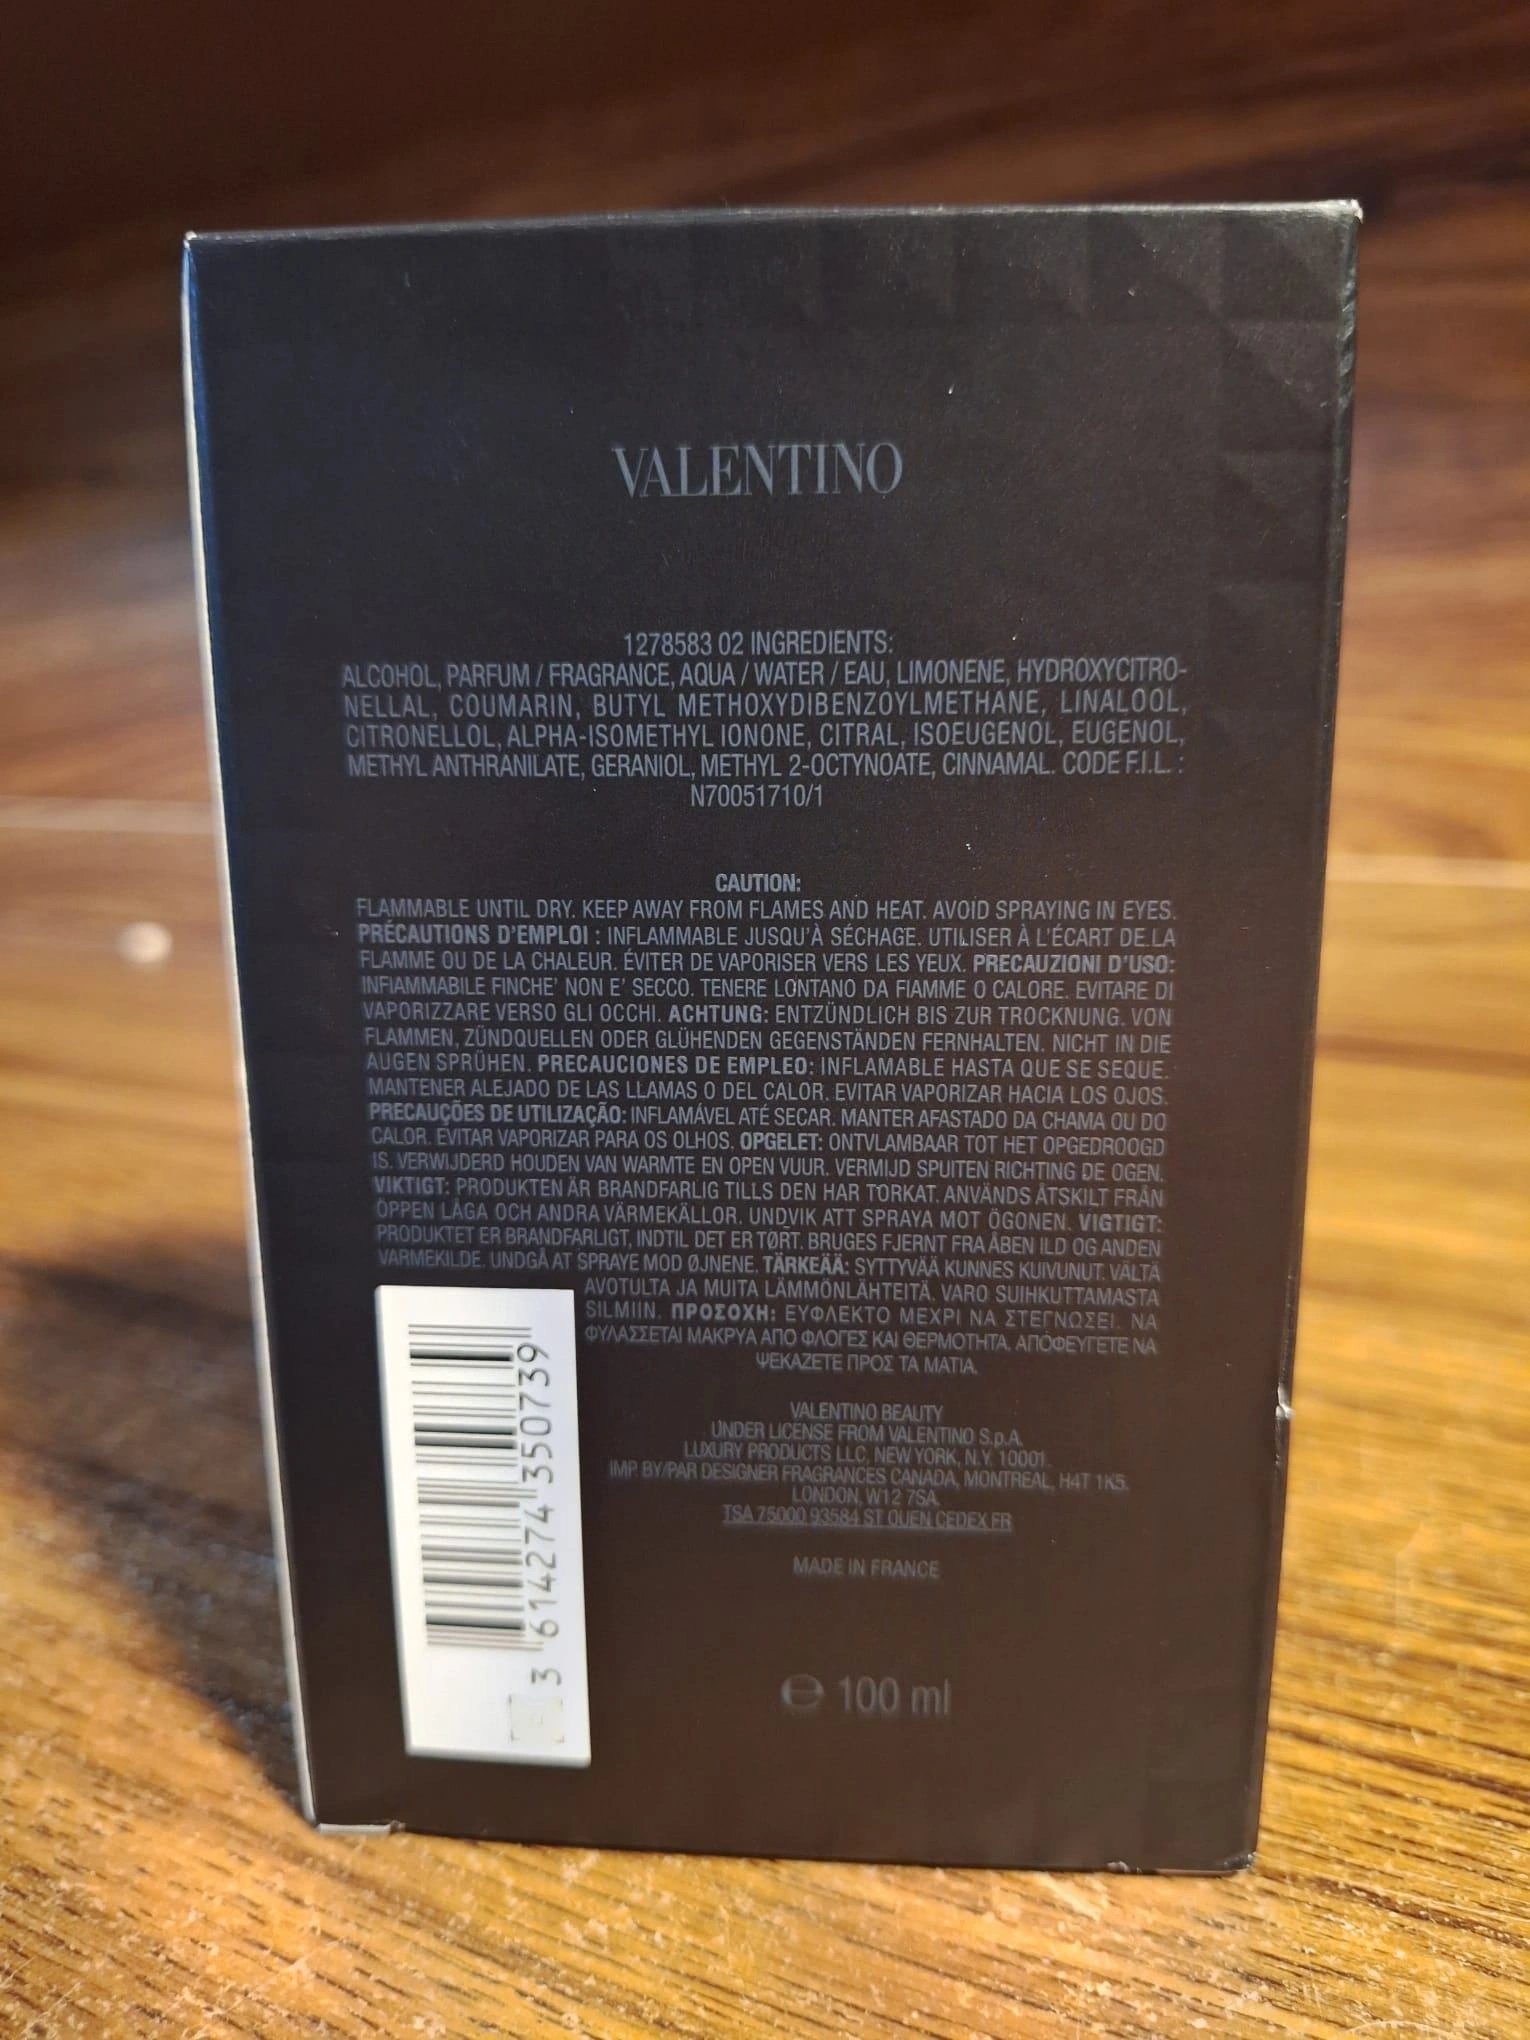 VALENTINO
1278583 02 INGREDIENTS:
ALCOHOL, PARFUM / FRAGRANCE, AQUA / WATER / EAU, LIMONENE, HYDROXYCITRO-
NELLAL, COUMARIN, BUTYL METHOXYDIBENZOYLMETHANE, LINALOOL,
CITRONELLOL, ALPHA-ISOMETHYL IONONE, CITRAL, ISOEUGENOL, EUGENOL,
METHYL ANTHRANILATE, GERANIOL, METHYL 2-OCTYNOATE, CINNAMAL. CODE F.I.L. :
N70051710/1
CAUTION:
FLAMMABLE UNTIL DRY. KEEP AWAY FROM FLAMES AND HEAT. AVOID SPRAYING IN EYES.
PRÉCAUTIONS D'EMPLOI : INFLAMMABLE JUSQU'À SÉCHAGE. UTILISER À L'ÉCART DE LA
FLAMME OU DE LA CHALEUR. ÉVITER DE VAPORISER VERS LES YEUX. PRECAUZIONI D'USO:
INFIAMMABILE FINCHE' NON E' SECCO. TENERE LONTANO DA FIAMME O CALORE. EVITARE DI
VAPORIZZARE VERSO GLI OCCHI. ACHTUNG: ENTZÜNDLICH BIS ZUR TROCKNUNG. VON
FLAMMEN, ZÜNDQUELLEN ODER GLÜHENDEN GEGENSTÄNDEN FERNHALTEN. NICHT IN DIE
AUGEN SPRÜHEN. PRECAUCIONES DE EMPLEO: INFLAMABLE HASTA QUE SE SEQUE.
MANTENER ALEJADO DE LAS LLAMAS O DEL CALOR. EVITAR VAPORIZAR HACIA LOS OJOS.
PRECAUÇÕES DE UTILIZAÇÃO: INFLAMÁVEL ATÉ SECAR. MANTER AFASTADO DA CHAMA OU DO
CALOR. EVITAR VAPORIZAR PARA OS OLHOS. OPGELET: ONTVLAMBAAR TOT HET OPGEDROOGD
IS. VERWIJDERD HOUDEN VAN WARMTE EN OPEN VUUR. VERMIJD SPUITEN RICHTING DE OGEN.
VIKTIGT: PRODUKTEN ÄR BRANDFARLIG TILLS DEN HAR TORKAT. ANVÄNDS ÅTSKILT FRÅN
ÖPPEN LÅGA OCH ANDRA VÄRMEKÄLLOR. UNDVIK ATT SPRAYA MOT ÖGONEN. VIGTIGT:
PRODUKTET ER BRANDFARLIGT, INDTIL DET ER TØRT. BRUGES FJERNT FRA ÅBEN ILD OG ANDEN
VARMEKILDE. UNDGÅ AT SPRAYE MOD ØJNENE. TÄRKEÄÄ: SYTTYVÄÄ KUNNES KUIVUNUT. VÄLTÄ
AVOTULTA JA MUITA LÄMMÖNLÄHTEITÄ. VARO SUIHKUTTAMASTA
SILMIIN. ΠΡΟΣΟΧΗ: ΕΥΦΛΕΚΤΟ ΜΕΧΡΙ ΝΑ ΣΤΕΓΝΩΣΕΙ. ΝΑ
ΦΥΛΑΣΣΕΤΑΙ ΜΑΚΡΥΑ ΑΠΟ ΦΛΟΓΕΣ ΚΑΙ ΘΕΡΜΟΤΗΤΑ. ΑΠΟΦΕΥΓΕΤΕ ΝΑ
ΨΕΚΑΖΕΤΕ ΠΡΟΣ ΤΑ ΜΑΤΙΑ.
VALENTINO BEAUTY
UNDER LICENSE FROM VALENTINO S.p.A.
LUXURY PRODUCTS LLC, NEW YORK, N.Y. 10001.
IMP. BY/PAR DESIGNER FRAGRANCES CANADA, MONTREAL, H4T 1K5.
LONDON, W12 7SA.
TSA 75000 93584 ST OUEN CEDEX FR
MADE IN FRANCE
3 614274 350739
℮ 100 ml